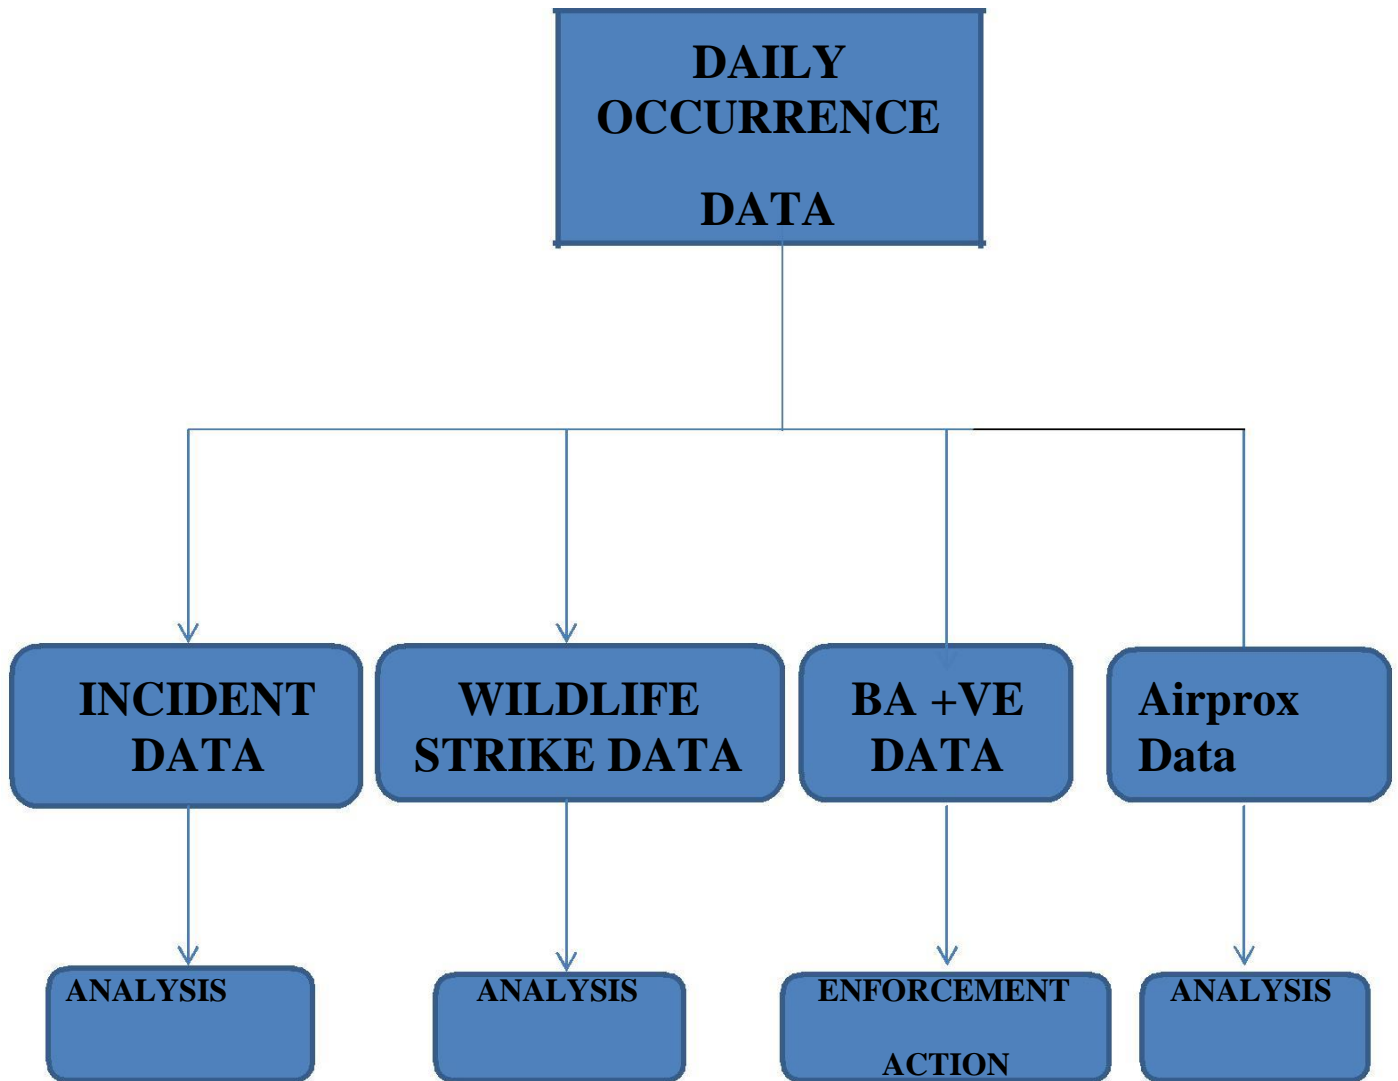 DAILY
OCCURRENCE
DATA
INCIDENT
DATA
WILDLIFE
STRIKE DATA
BA +VE
DATA
Airprox
Data
ANALYSIS
ANALYSIS
ENFORCEMENT
ACTION
ANALYSIS